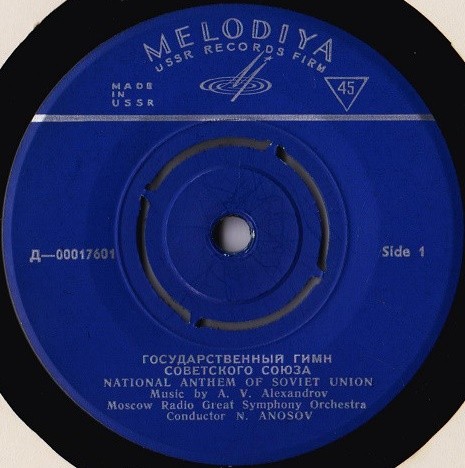 MELODIYA
USSR RECORDS FIRM
MADE
IN
USSR
45
Д—00017601
Side 1
ГОСУДАРСТВЕННЫЙ ГИМН
СОВЕТСКОГО СОЮЗА
NATIONAL ANTHEM OF SOVIET UNION
Music by A. V. Alexandrov
Moscow Radio Great Symphony Orchestra
Conductor N. ANOSOV